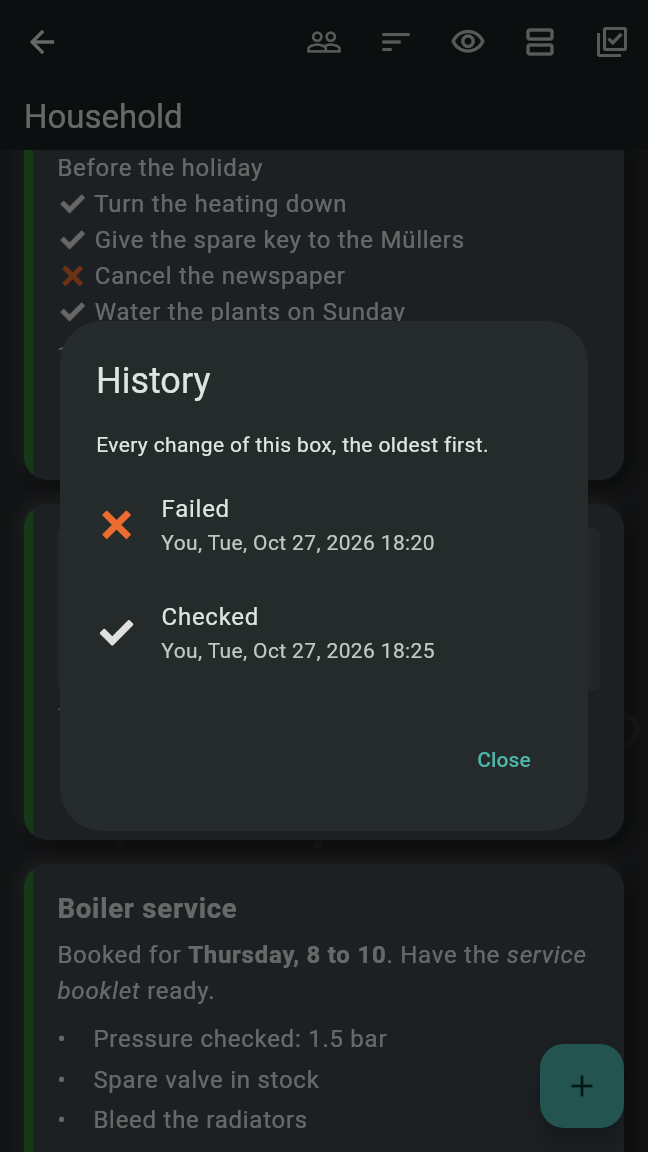 Household
Before the holiday
Turn the heating down
Give the spare key to the Müllers
Cancel the newspaper
Water the plants on Sunday
History
Every change of this box, the oldest first.
Failed
You, Tue, Oct 27, 2026 18:20
Checked
You, Tue, Oct 27, 2026 18:25
Close
Boiler service
Booked for Thursday, 8 to 10. Have the service
booklet ready.
• Pressure checked: 1.5 bar
• Spare valve in stock
• Bleed the radiators